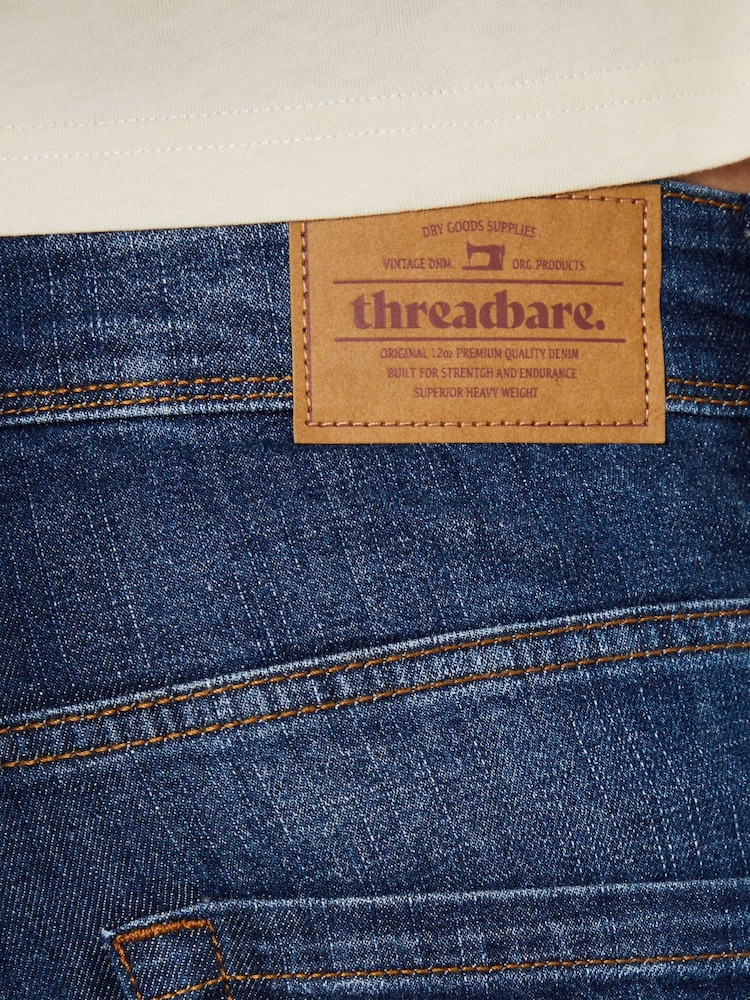 DRY GOODS SUPPLIES
VINTAGE DNM. ORG. PRODUCTS
threadbare.
ORIGINAL 12oz PREMIUM QUALITY DENIM
BUILT FOR STRENTGH AND ENDURANCE
SUPERIOR HEAVY WEIGHT